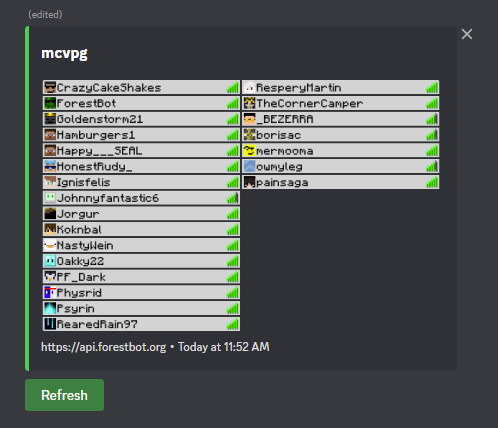 (edited)
mcvpg
CrazyCakeShakes
ForestBot
Goldenstorm21
Hamburgers1
Happy___SEAL
HonestRudy_
Ignisfelis
Johnnyfantastic6
Jorgur
Koknbal
NastyWein
Oakky22
PF_Dark
Physrid
Psyrin
RearedRain97
ResperyMartin
TheCornerCamper
_BEZERRA
borisac
mermooma
owmyleg
painsaga
https://api.forestbot.org • Today at 11:52 AM
Refresh